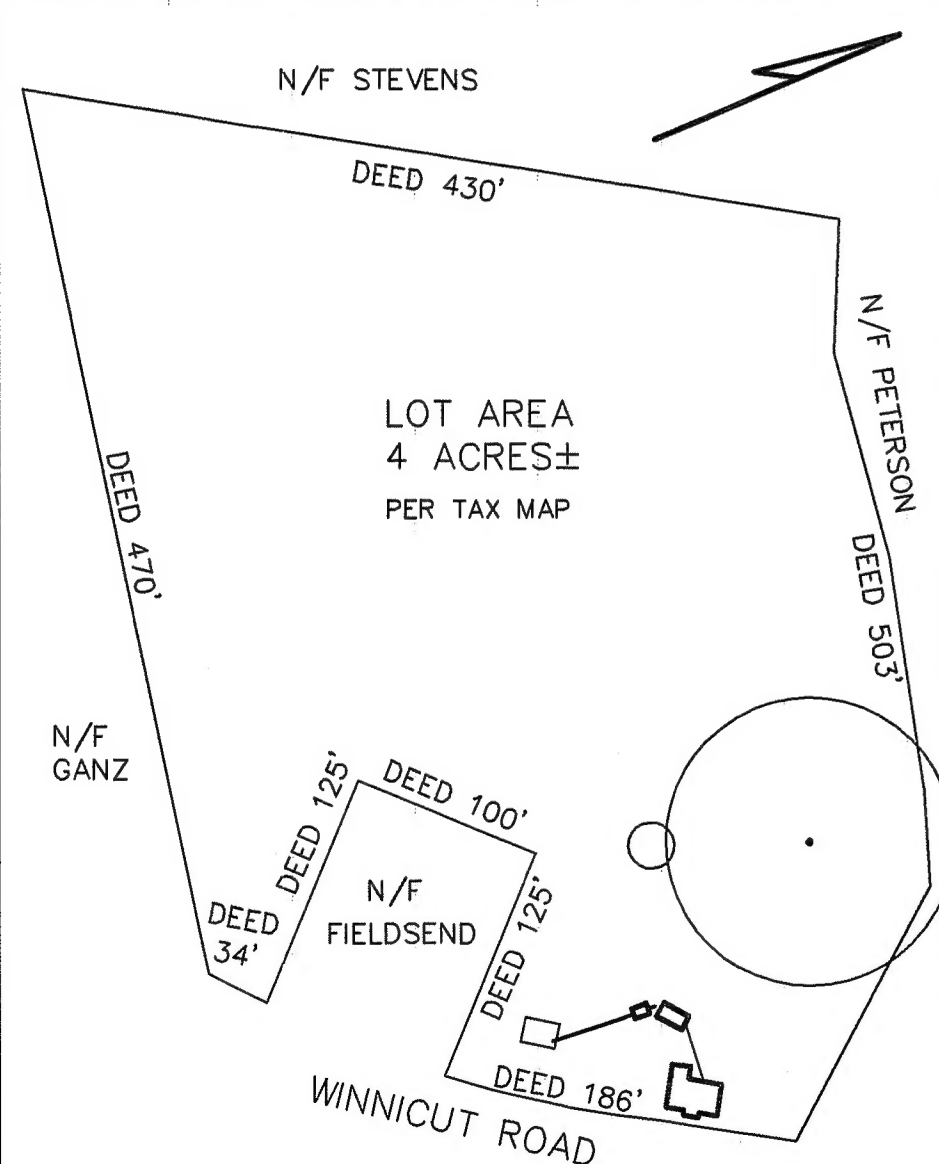 N/F STEVENS
DEED 430'
N/F PETERSON
LOT AREA
4 ACRES±
PER TAX MAP
DEED 470'
DEED 503'
N/F
GANZ
DEED 125'
DEED 100'
N/F
FIELDSEND
DEED
34'
DEED 125'
DEED 186'
WINNICUT ROAD